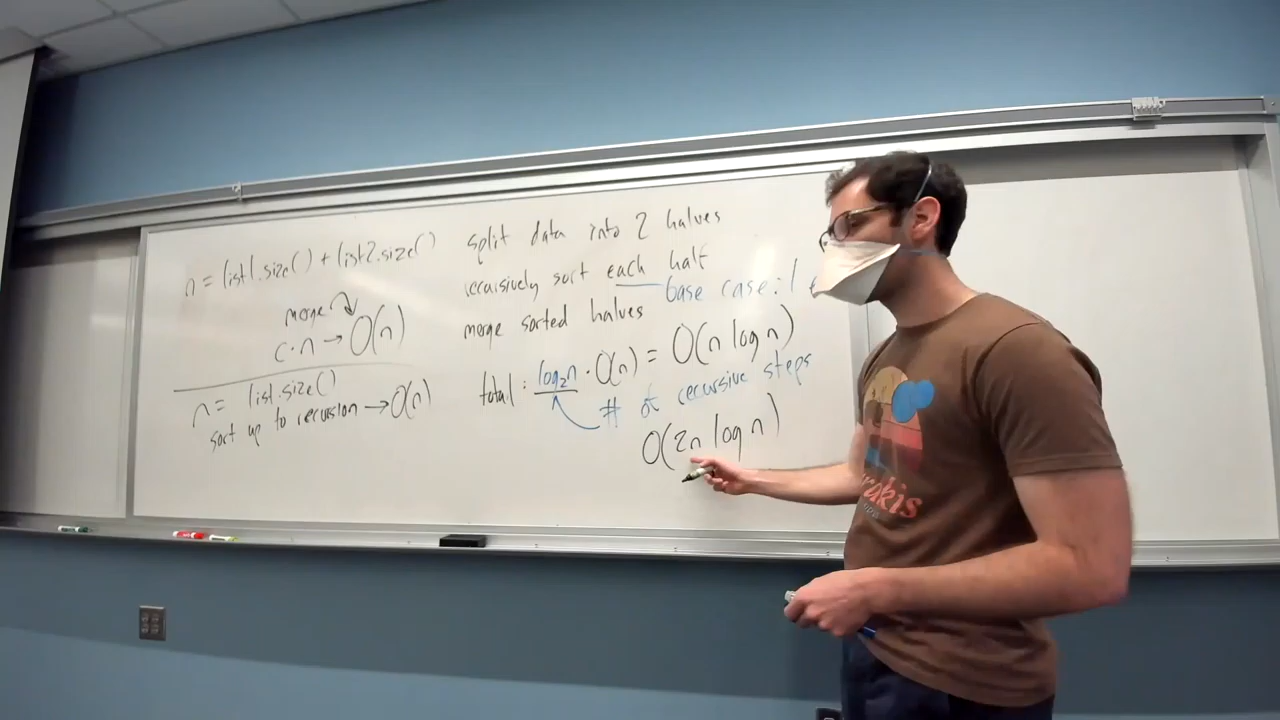 n = list1.size() + list2.size()
merge
c·n → O(n)
n = list.size()
sort up to recursion → O(n)
split data into 2 halves
recursively sort each half
base case: 1
merge sorted halves
total: log₂n · O(n) = O(n log n)
# of recursive steps
O(2n log n)
rakis